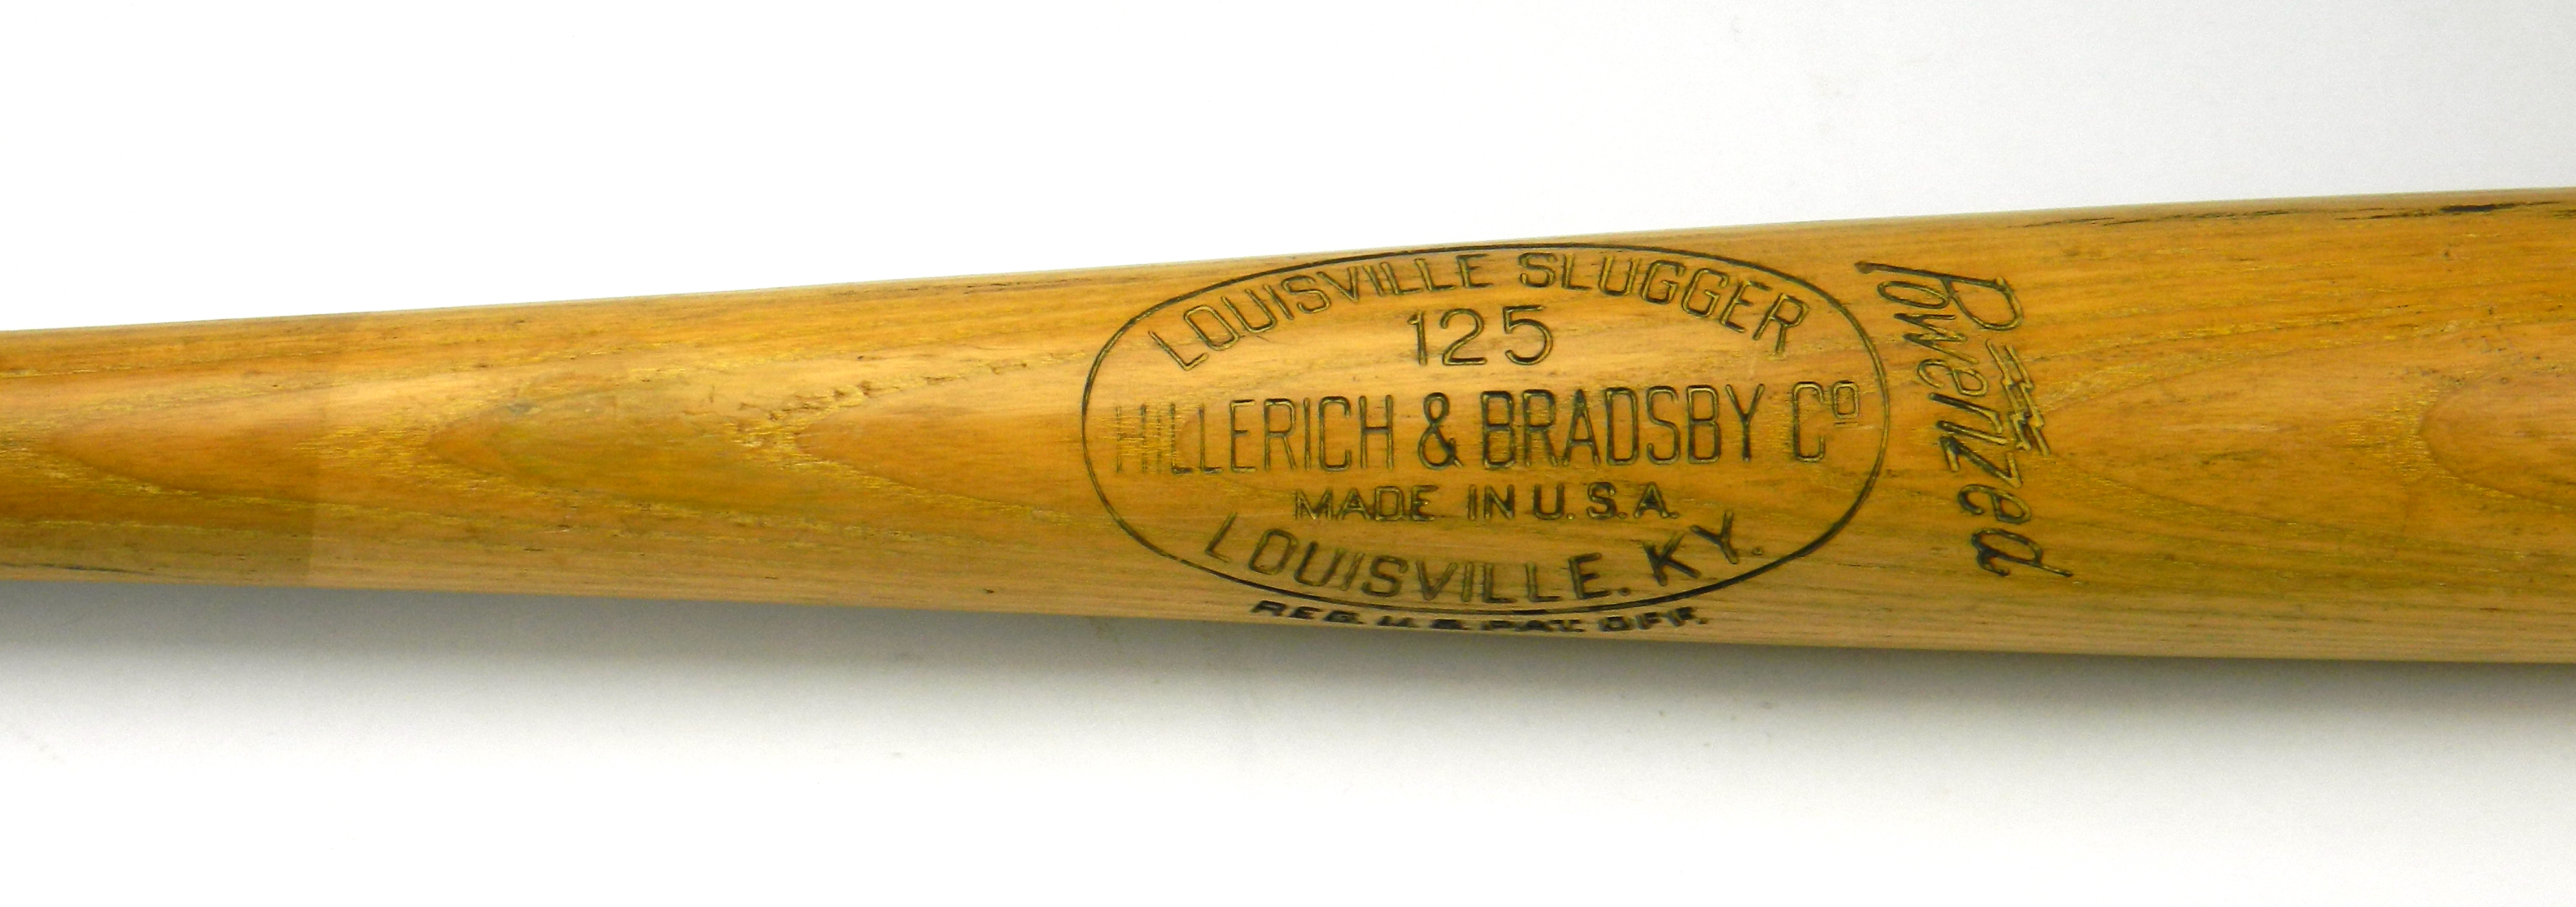 LOUISVILLE SLUGGER
125
HILLERICH & BRADSBY Cº
MADE IN U.S.A.
LOUISVILLE. KY.
REG. U.S. PAT. OFF.
Powerized